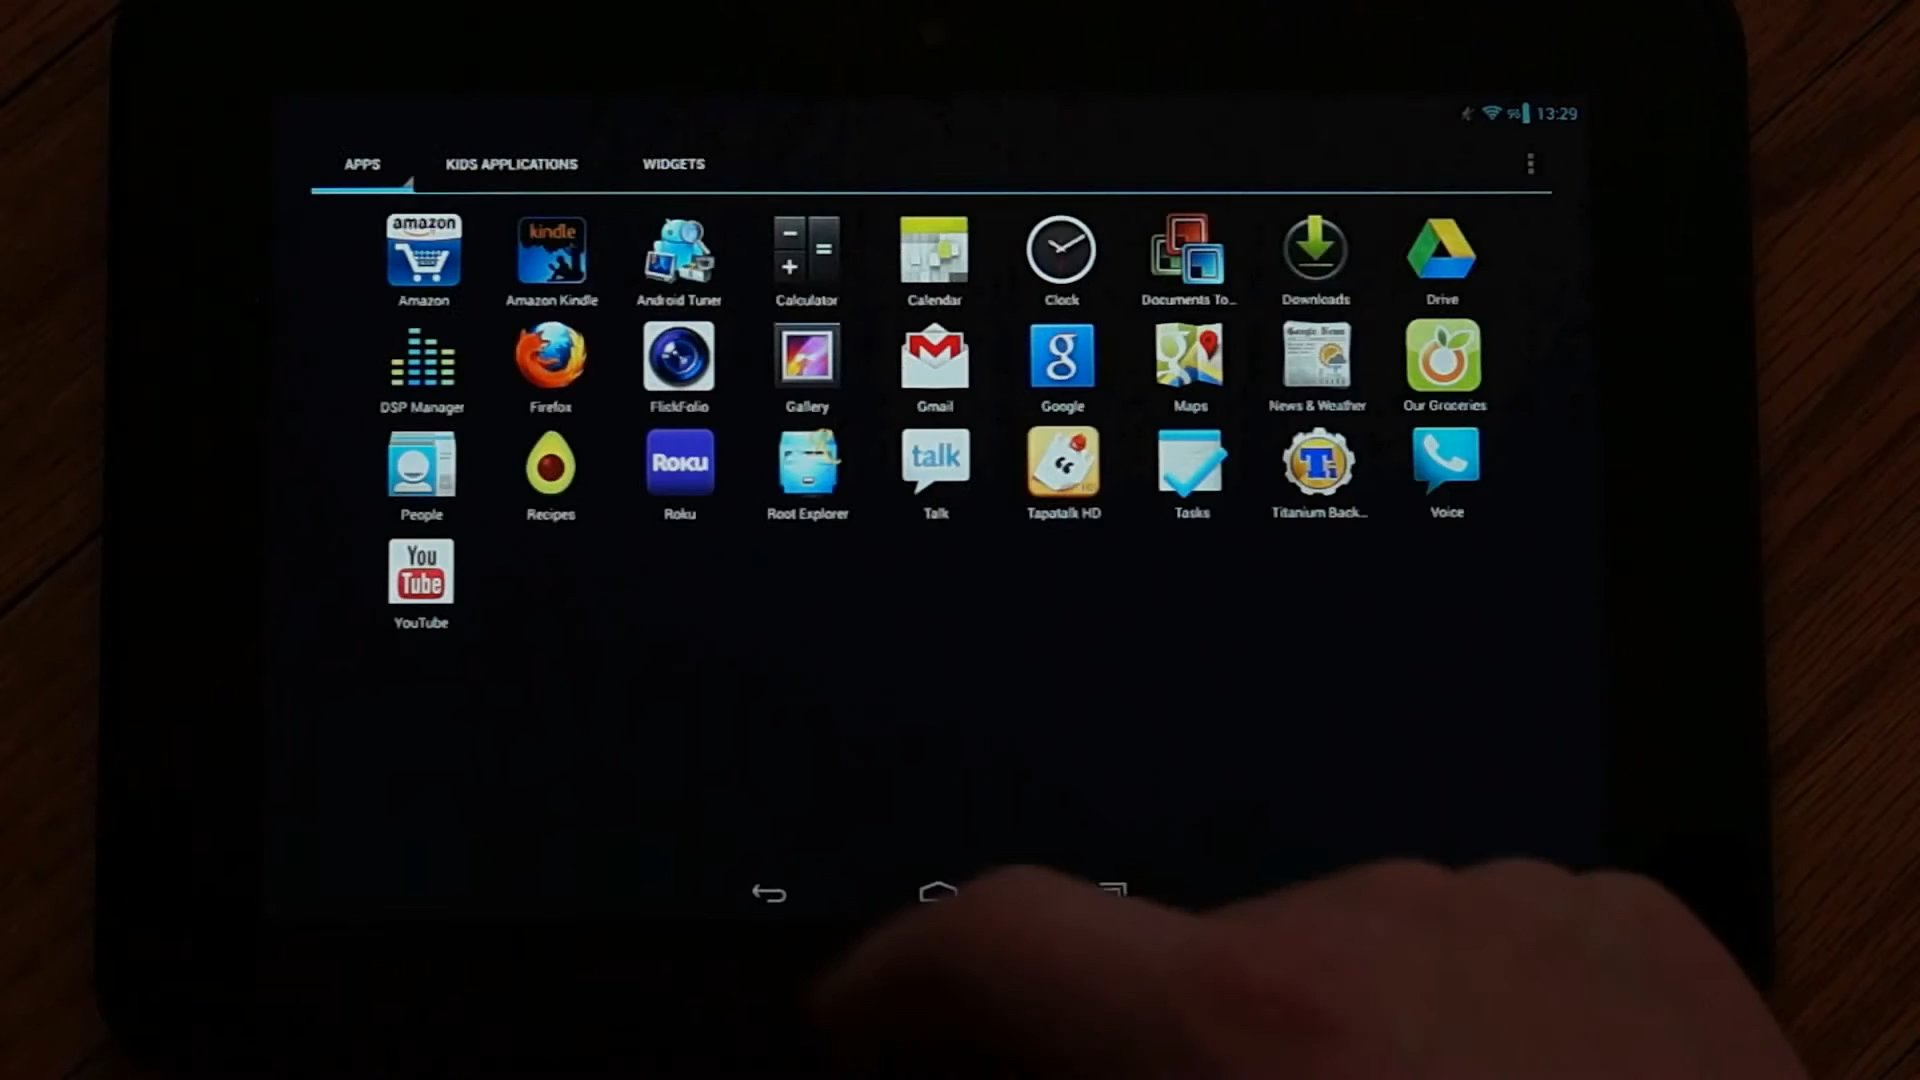 13:29
APPS KIDS APPLICATIONS WIDGETS
amazon kindle
Amazon Amazon Kindle Android Tuner Calculator Calendar Clock Documents To... Downloads Drive
g Google News
DSP Manager Firefox FlickFolio Gallery Gmail Google Maps News & Weather Our Groceries
Roku talk
People Recipes Roku Root Explorer Talk Tapatalk HD Tasks Titanium Back... Voice
You
Tube
YouTube